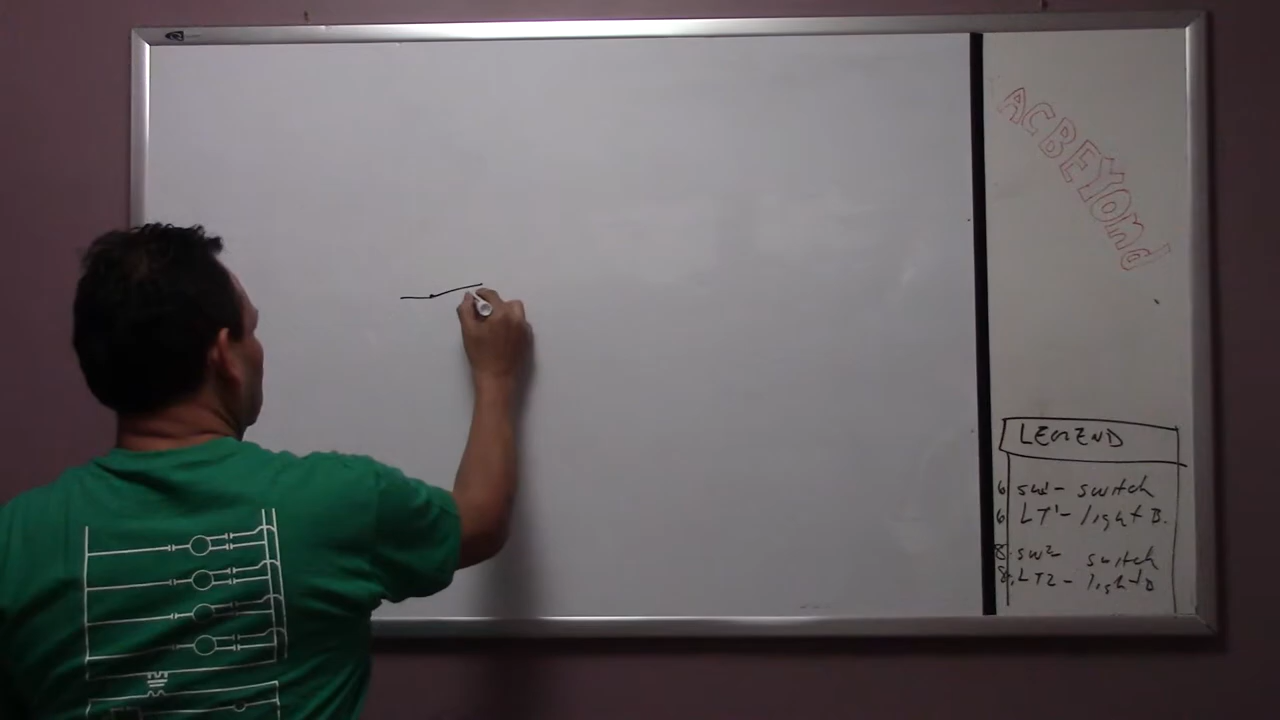 ACBEYOnd
LEGEND
6 SW1- switch
6 LT1- light B.
8. SW2- switch
8. LT2- light B